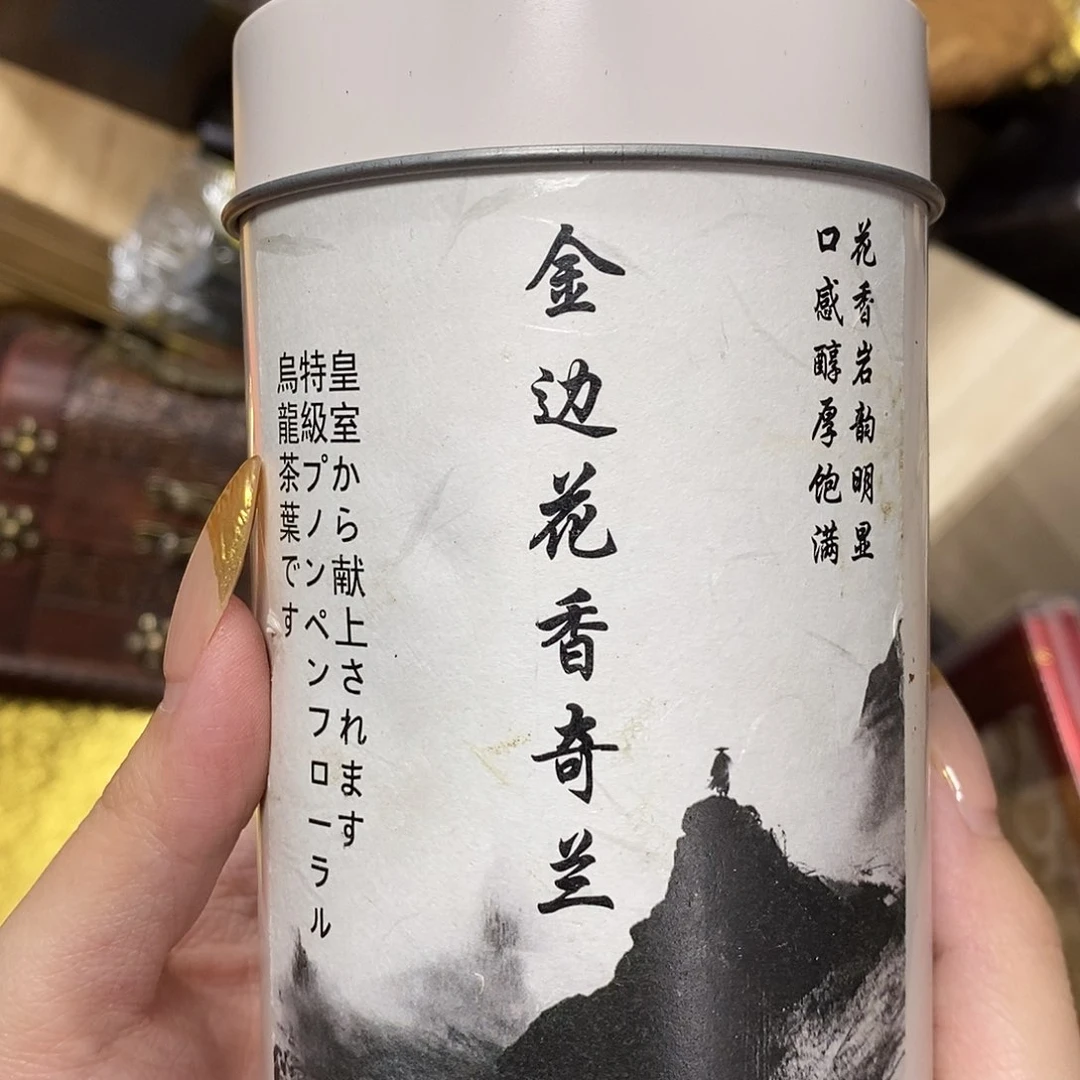 花香岩韵明显
口感醇厚饱满
金边花香奇兰
皇室から献上されます
特級プノンペンフローラル
烏龍茶葉です